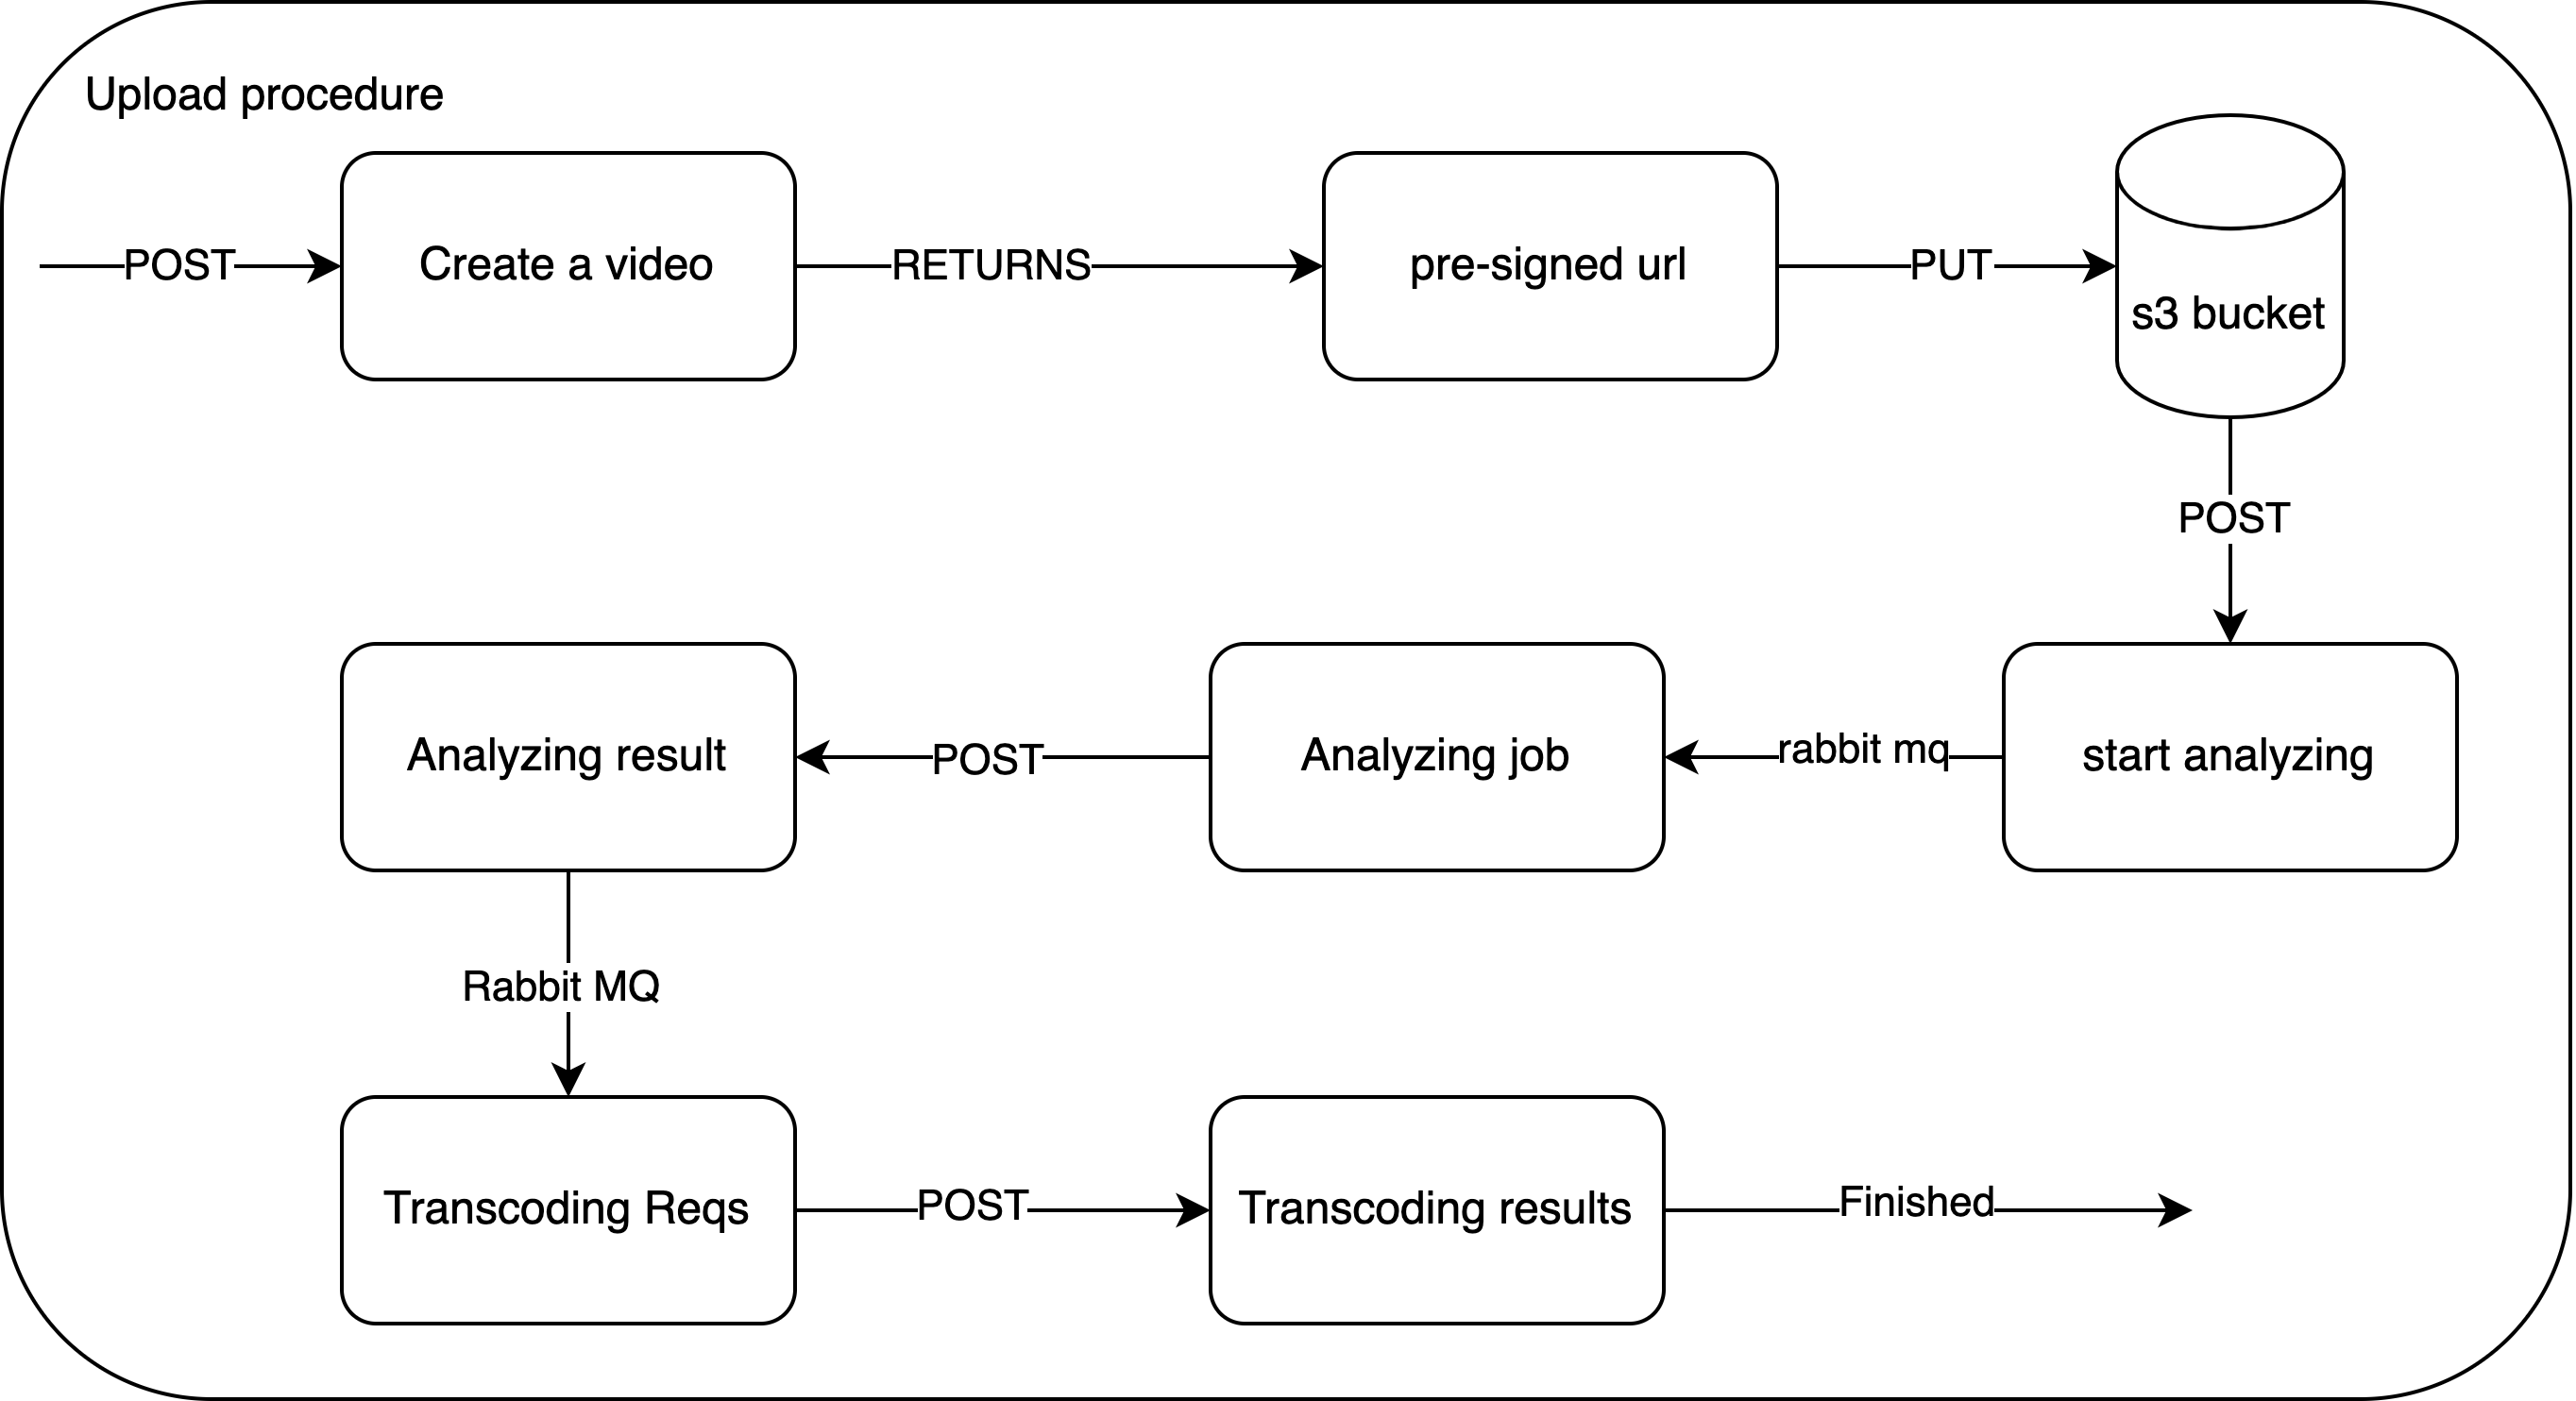 Upload procedure
POST
Create a video
RETURNS
pre-signed url
PUT
s3 bucket
POST
start analyzing
rabbit mq
Analyzing job
POST
Analyzing result
Rabbit MQ
Transcoding Reqs
POST
Transcoding results
Finished